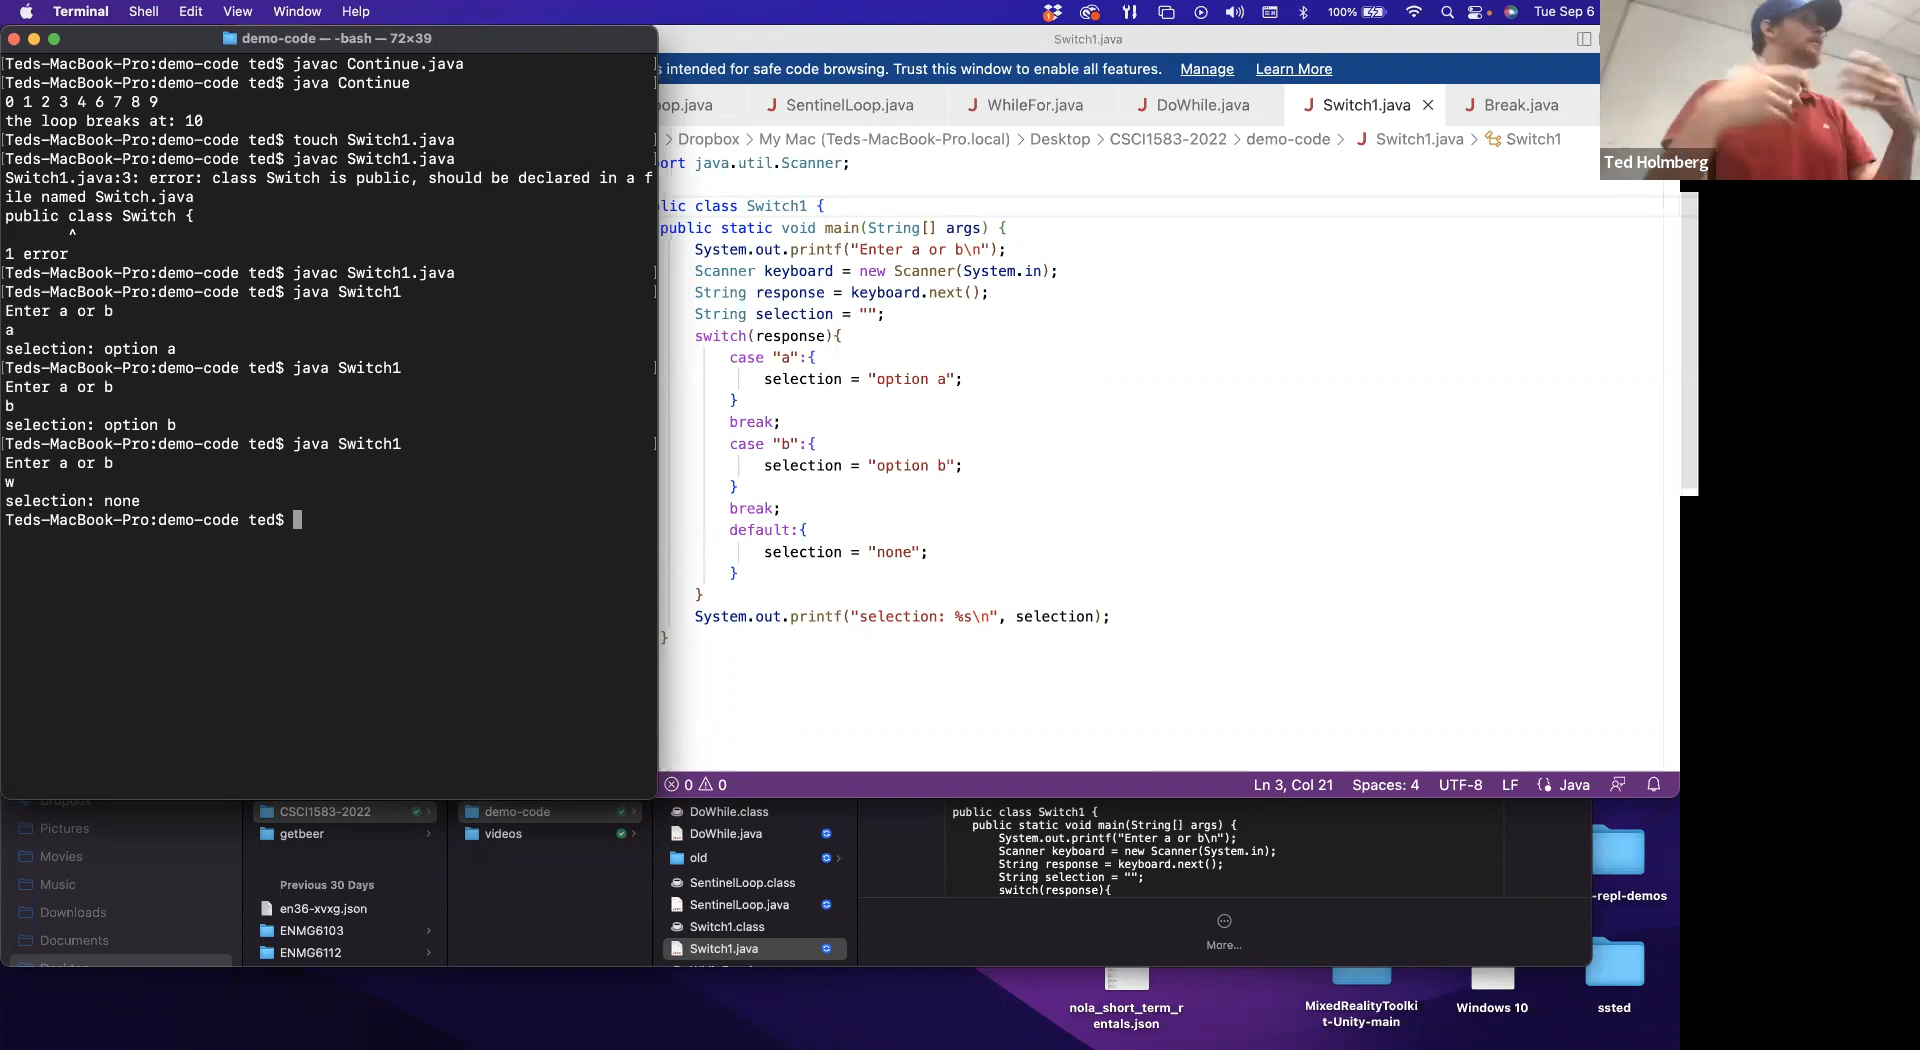 Terminal Shell Edit View Window Help 100% Tue Sep 6
demo-code — -bash — 72×39
Teds-MacBook-Pro:demo-code ted$ javac Continue.java
Teds-MacBook-Pro:demo-code ted$ java Continue
0 1 2 3 4 6 7 8 9
the loop breaks at: 10
Teds-MacBook-Pro:demo-code ted$ touch Switch1.java
Teds-MacBook-Pro:demo-code ted$ javac Switch1.java
Switch1.java:3: error: class Switch is public, should be declared in a f
ile named Switch.java
public class Switch {
^
1 error
Teds-MacBook-Pro:demo-code ted$ javac Switch1.java
Teds-MacBook-Pro:demo-code ted$ java Switch1
Enter a or b
a
selection: option a
Teds-MacBook-Pro:demo-code ted$ java Switch1
Enter a or b
b
selection: option b
Teds-MacBook-Pro:demo-code ted$ java Switch1
Enter a or b
w
selection: none
Teds-MacBook-Pro:demo-code ted$
Switch1.java
intended for safe code browsing. Trust this window to enable all features. Manage Learn More
op.java SentinelLoop.java WhileFor.java DoWhile.java Switch1.java Break.java
Dropbox > My Mac (Teds-MacBook-Pro.local) > Desktop > CSCI1583-2022 > demo-code > Switch1.java > Switch1
ort java.util.Scanner;
lic class Switch1 {
public static void main(String[] args) {
System.out.printf("Enter a or b\n");
Scanner keyboard = new Scanner(System.in);
String response = keyboard.next();
String selection = "";
switch(response){
case "a":{
selection = "option a";
}
break;
case "b":{
selection = "option b";
}
break;
default:{
selection = "none";
}
}
System.out.printf("selection: %s\n", selection);
}
0 0 Ln 3, Col 21 Spaces: 4 UTF-8 LF Java
Ted Holmberg
Dropbox
Pictures
Movies
Music
Downloads
Documents
Desktop
CSCI1583-2022
getbeer
Previous 30 Days
en36-xvxg.json
ENMG6103
ENMG6112
demo-code
videos
DoWhile.class
DoWhile.java
old
SentinelLoop.class
SentinelLoop.java
Switch1.class
Switch1.java
public class Switch1 {
public static void main(String[] args) {
System.out.printf("Enter a or b\n");
Scanner keyboard = new Scanner(System.in);
String response = keyboard.next();
String selection = "";
switch(response){
More...
-repl-demos
nola_short_term_r
entals.json
MixedRealityToolki
t-Unity-main
Windows 10
ssted